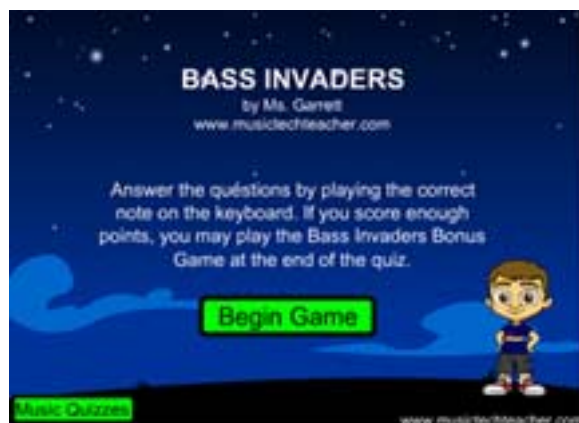 BASS INVADERS
by Ms. Garrett
www.musictechteacher.com
Answer the questions by playing the correct
note on the keyboard. If you score enough
points, you may play the Bass Invaders Bonus
Game at the end of the quiz.
Begin Game
Music Quizzes
www.musictechteacher.com